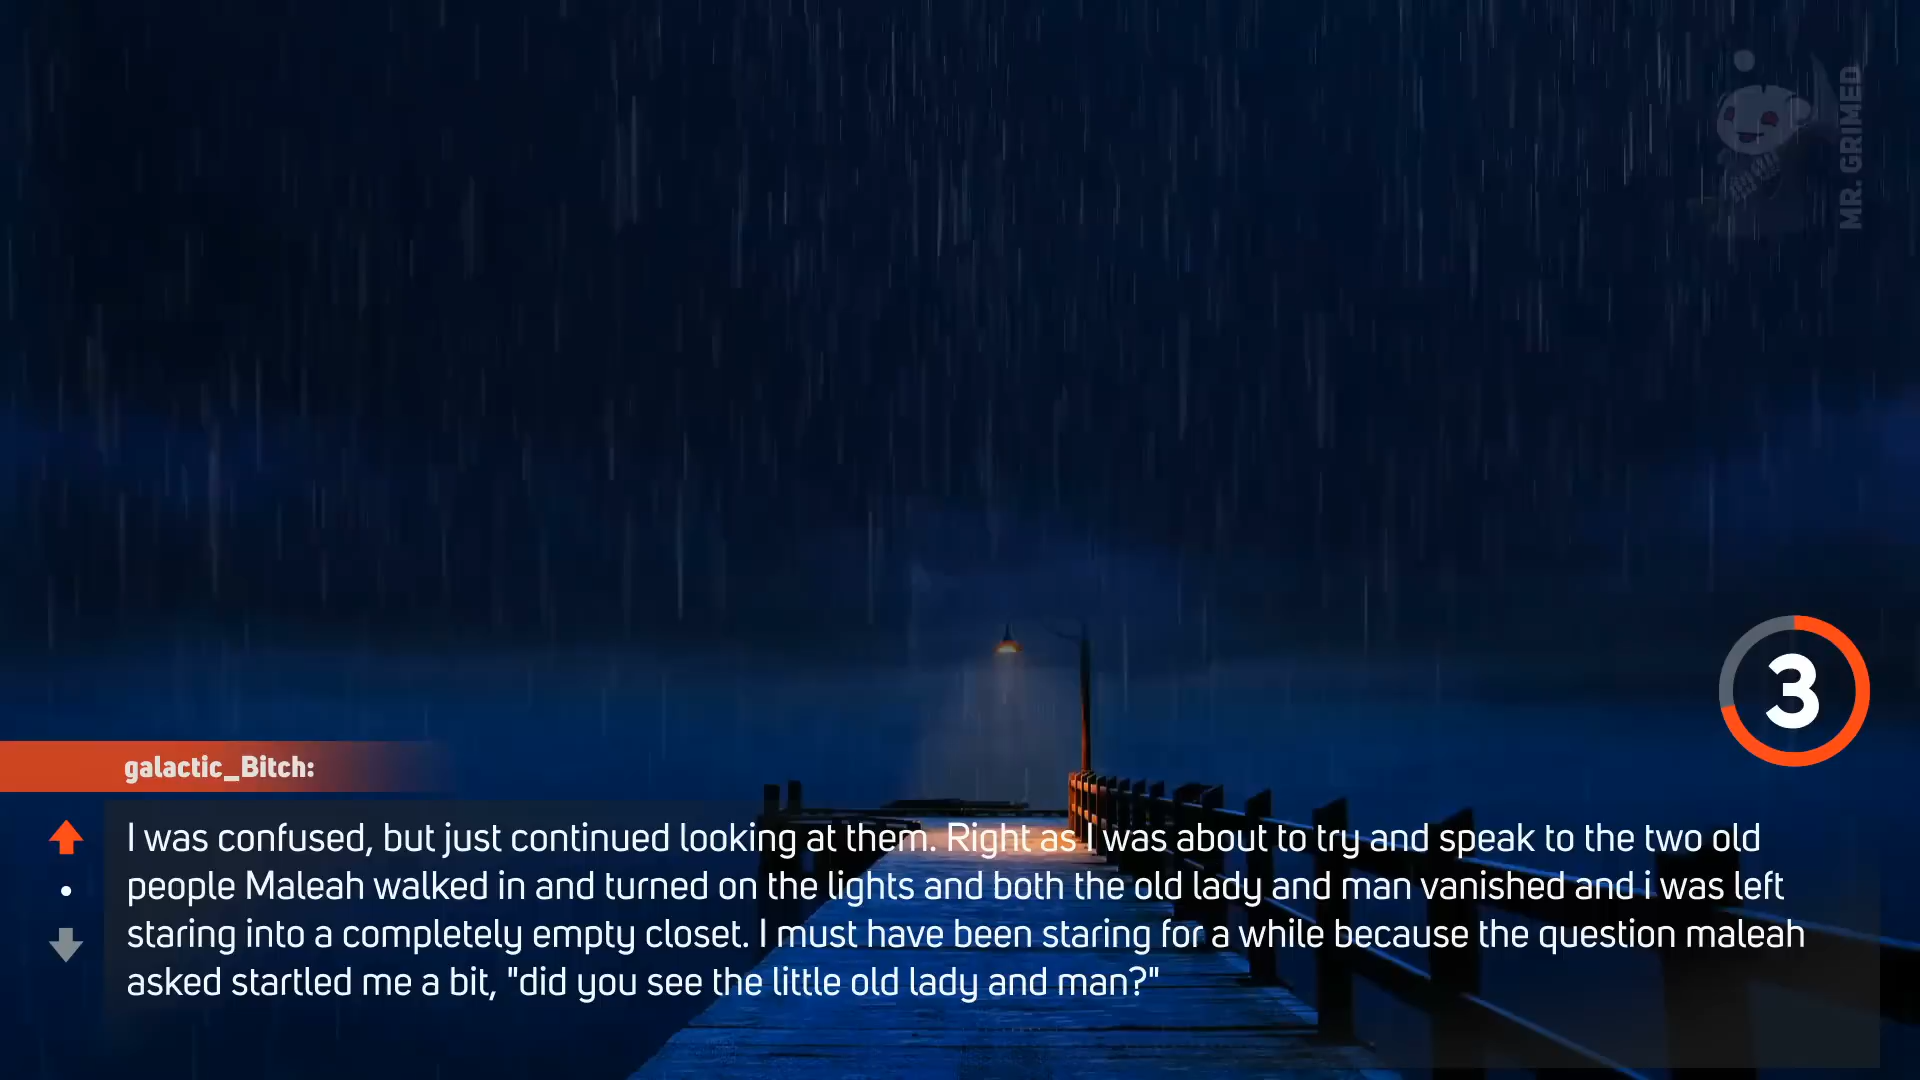 MR. GRIMED
3
galactic_Bitch:
I was confused, but just continued looking at them. Right as I was about to try and speak to the two old
people Maleah walked in and turned on the lights and both the old lady and man vanished and i was left
staring into a completely empty closet. I must have been staring for a while because the question maleah
asked startled me a bit, "did you see the little old lady and man?"